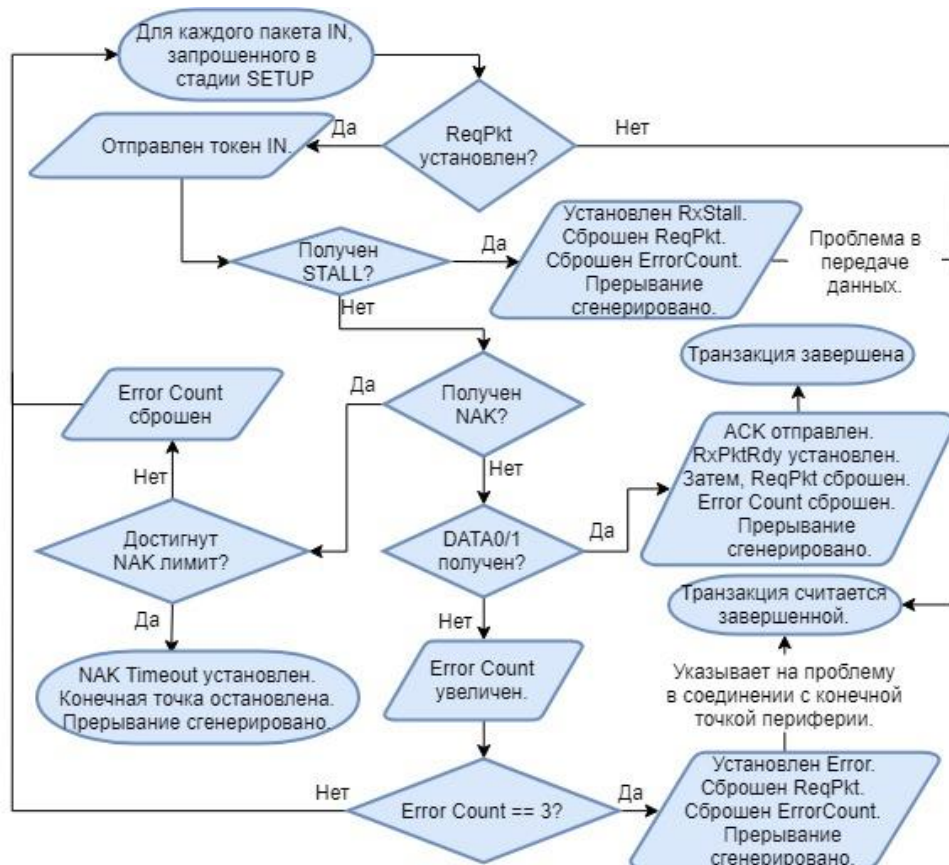 Для каждого пакета IN,
запрошенного в
стадии SETUP
Да
ReqPkt
установлен?
Нет
Отправлен токен IN.
Получен
STALL?
Да
Нет
Установлен RxStall.
Сброшен ReqPkt.
Сброшен ErrorCount.
Прерывание
сгенерировано.
Проблема в
передаче
данных.
Транзакция завершена
Error Count
сброшен
Да
Получен
NAK?
Нет
ACK отправлен.
RxPktRdy установлен.
Затем, ReqPkt сброшен.
Error Count сброшен.
Прерывание
сгенерировано.
Нет
Достигнут
NAK лимит?
Да
DATA0/1
получен?
Да
Нет
Транзакция считается
завершенной.
NAK Timeout установлен.
Конечная точка остановлена.
Прерывание сгенерировано.
Error Count
увеличен.
Указывает на проблему
в соединении с конечной
точкой периферии.
Нет
Error Count == 3?
Да
Установлен Error.
Сброшен ReqPkt.
Сброшен ErrorCount.
Прерывание
сгенерировано.